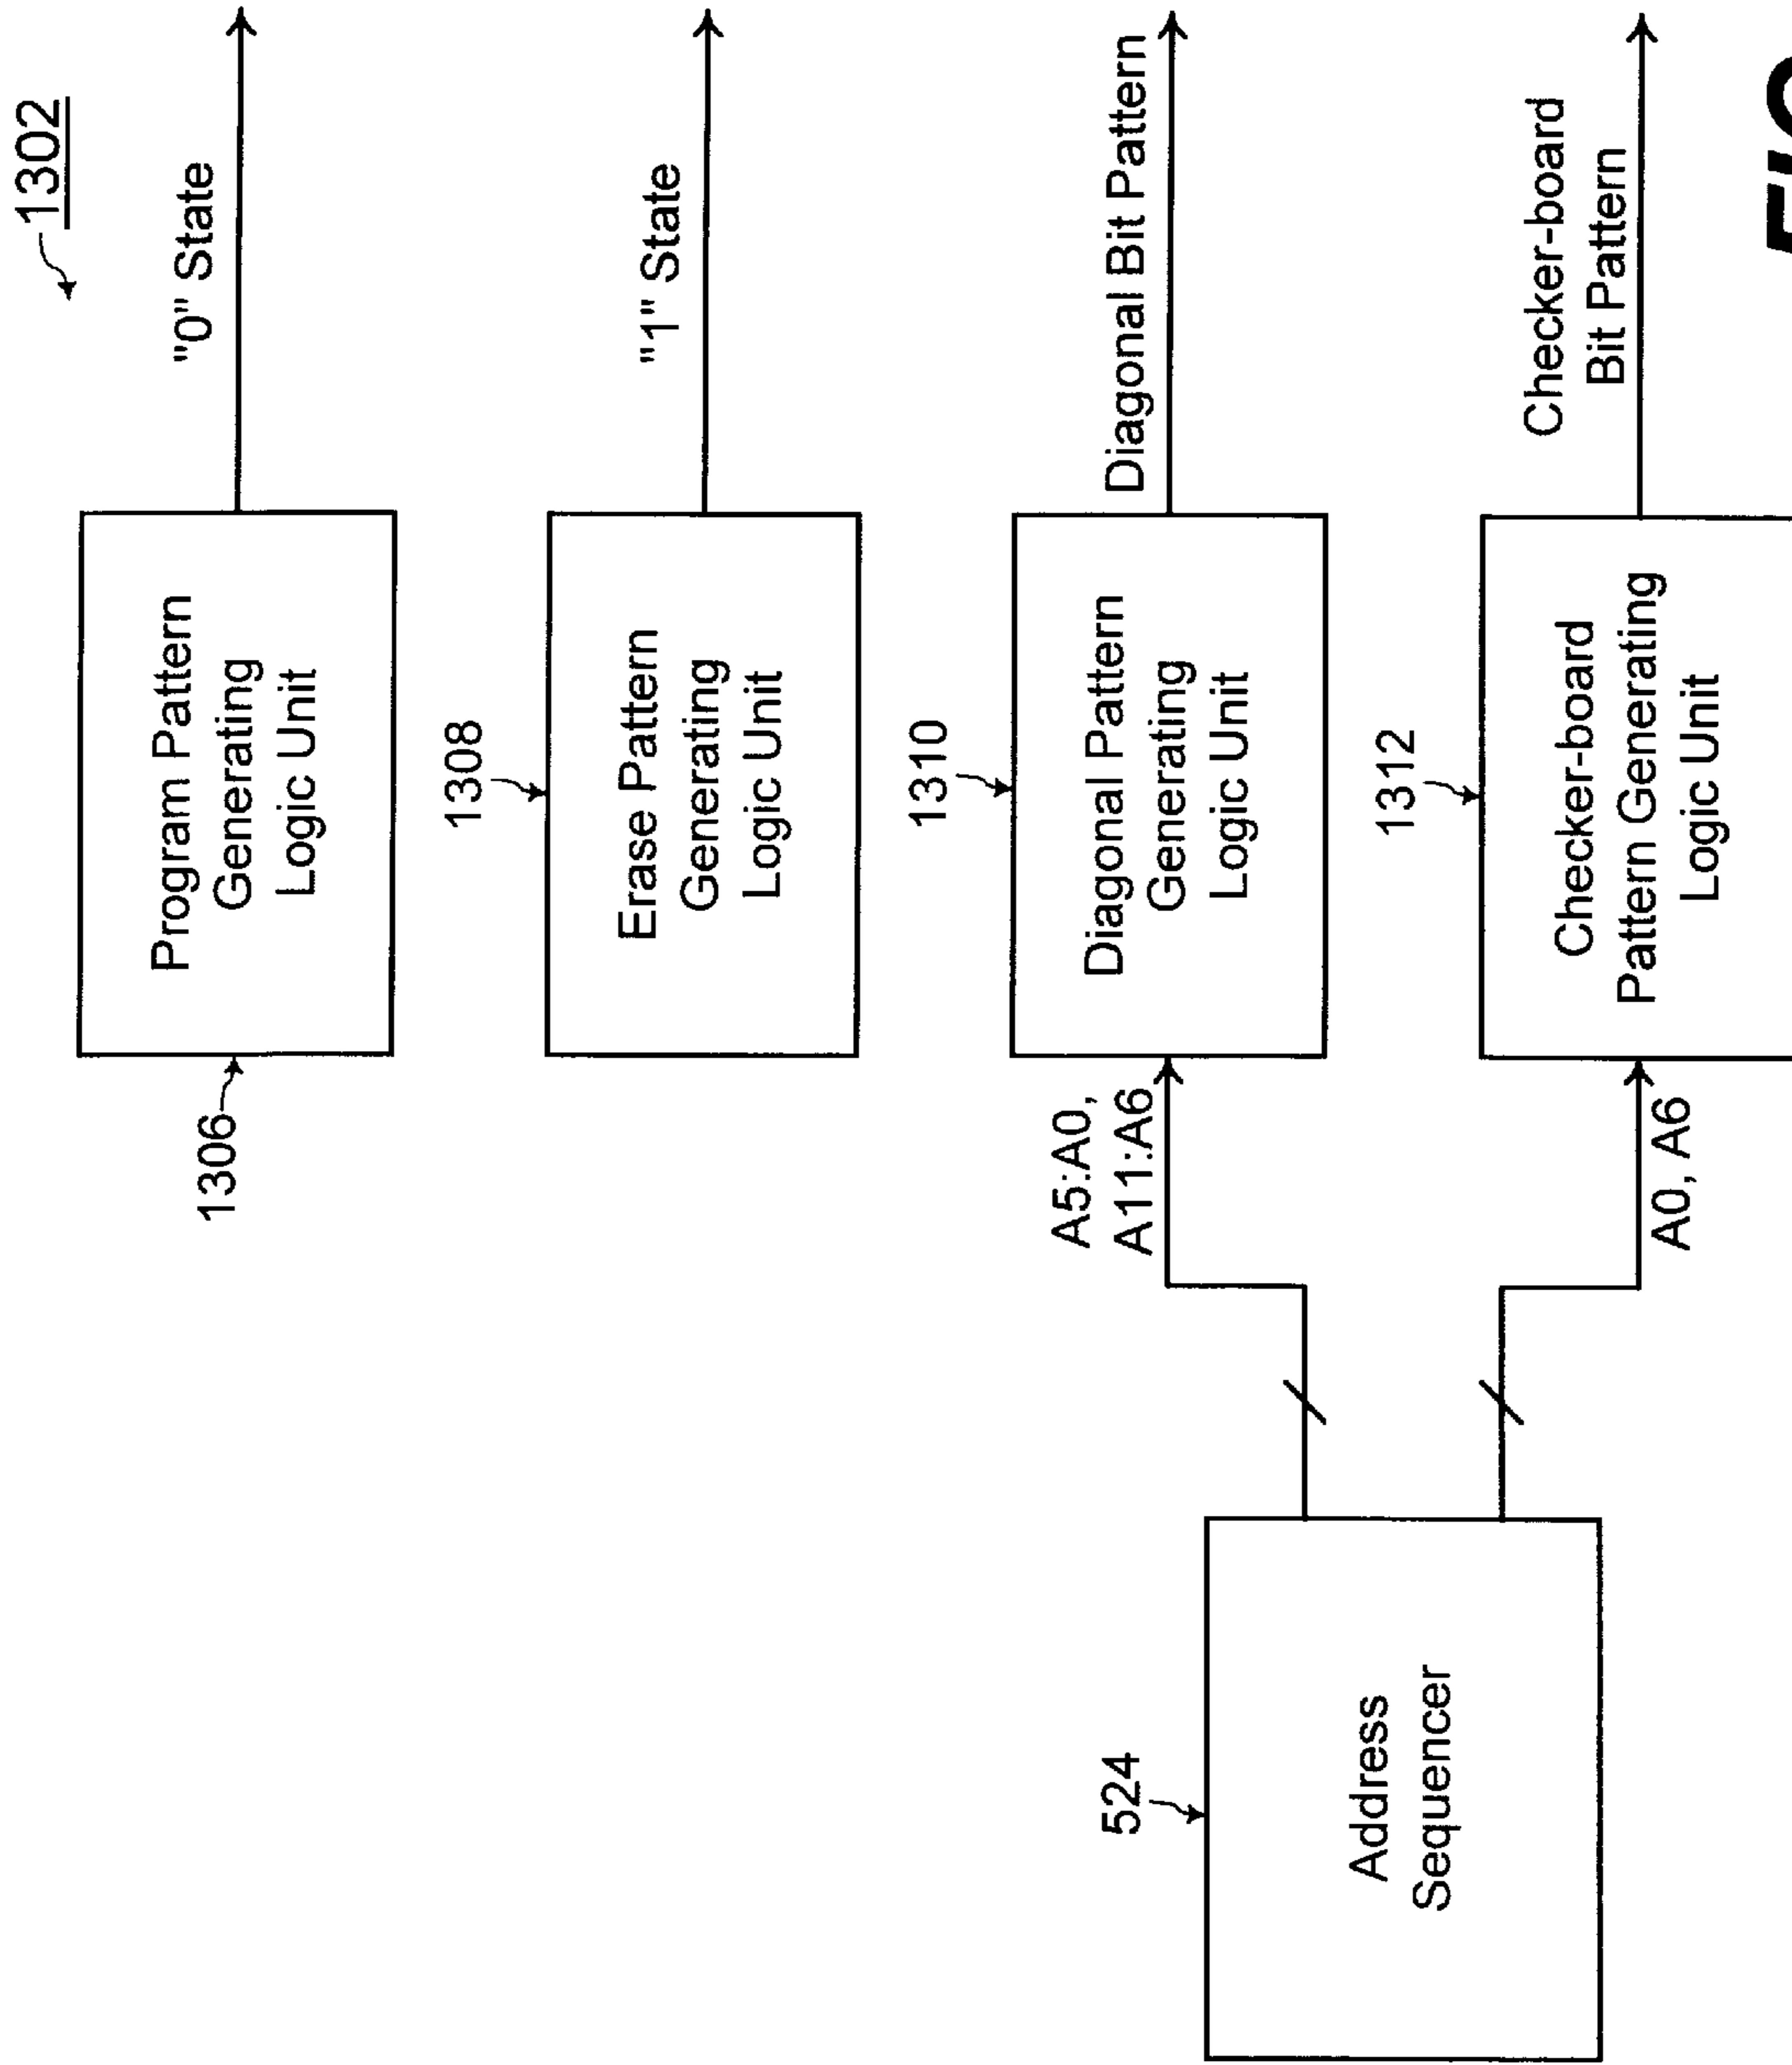 1302
1306
Program Pattern
Generating
Logic Unit
"0" State
1308
Erase Pattern
Generating
Logic Unit
"1" State
524
Address
Sequencer
A5:A0,
A11:A6
1310
Diagonal Pattern
Generating
Logic Unit
Diagonal Bit Pattern
A0, A6
1312
Checker-board
Pattern Generating
Logic Unit
Checker-board
Bit Pattern